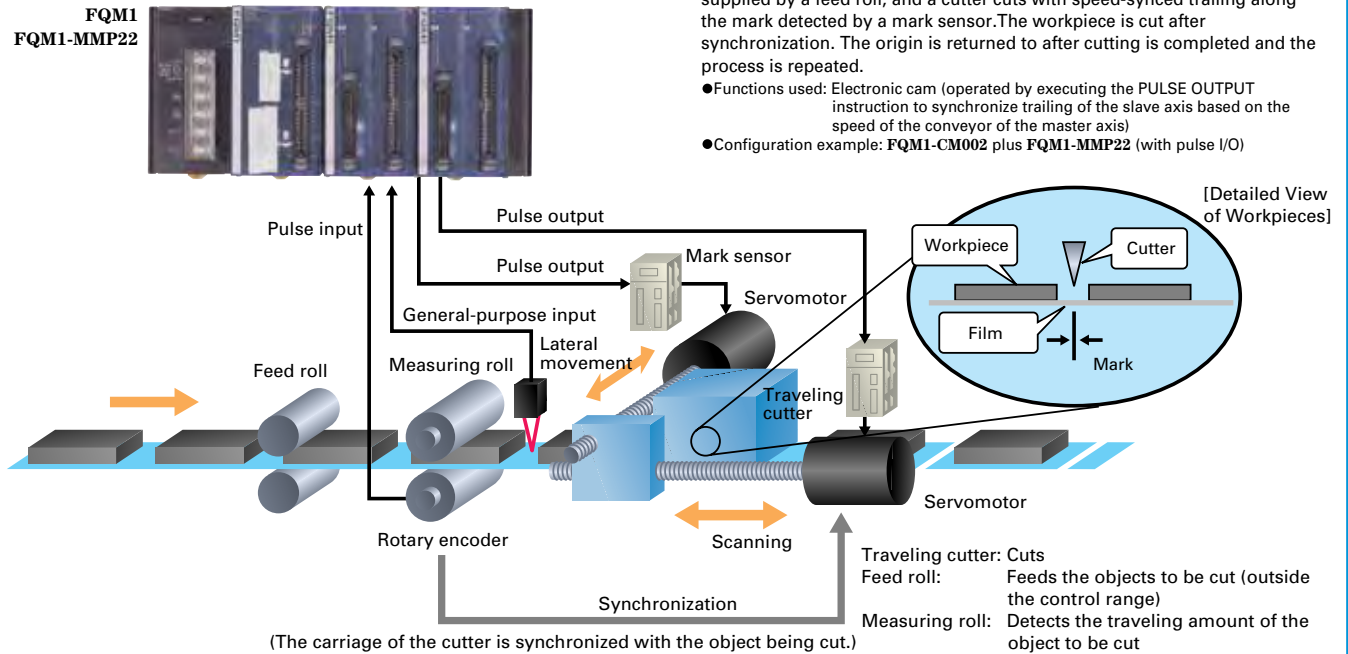 FQM1
FQM1-MMP22
supplied by a feed roll, and a cutter cuts with speed-synced trailing along
the mark detected by a mark sensor.The workpiece is cut after
synchronization. The origin is returned to after cutting is completed and the
process is repeated.
●Functions used: Electronic cam (operated by executing the PULSE OUTPUT
instruction to synchronize trailing of the slave axis based on the
speed of the conveyor of the master axis)
●Configuration example: FQM1-CM002 plus FQM1-MMP22 (with pulse I/O)
[Detailed View
of Workpieces]
Workpiece
Cutter
Film
Mark
Pulse input
Pulse output
Pulse output
Mark sensor
Servomotor
General-purpose input
Lateral
movement
Feed roll
Measuring roll
Traveling
cutter
Servomotor
Rotary encoder
Scanning
Synchronization
(The carriage of the cutter is synchronized with the object being cut.)
Traveling cutter: Cuts
Feed roll: Feeds the objects to be cut (outside
the control range)
Measuring roll: Detects the traveling amount of the
object to be cut